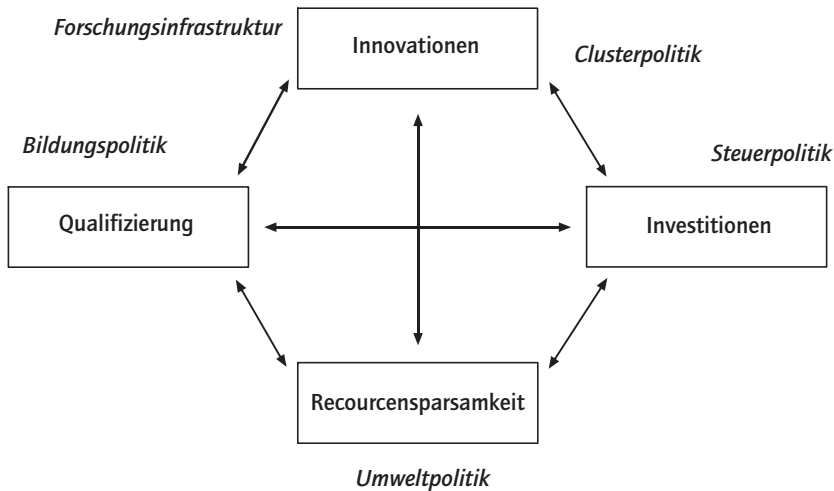 Forschungsinfrastruktur
Innovationen
Clusterpolitik
Bildungspolitik
Steuerpolitik
Qualifizierung
Investitionen
Recourcensparsamkeit
Umweltpolitik